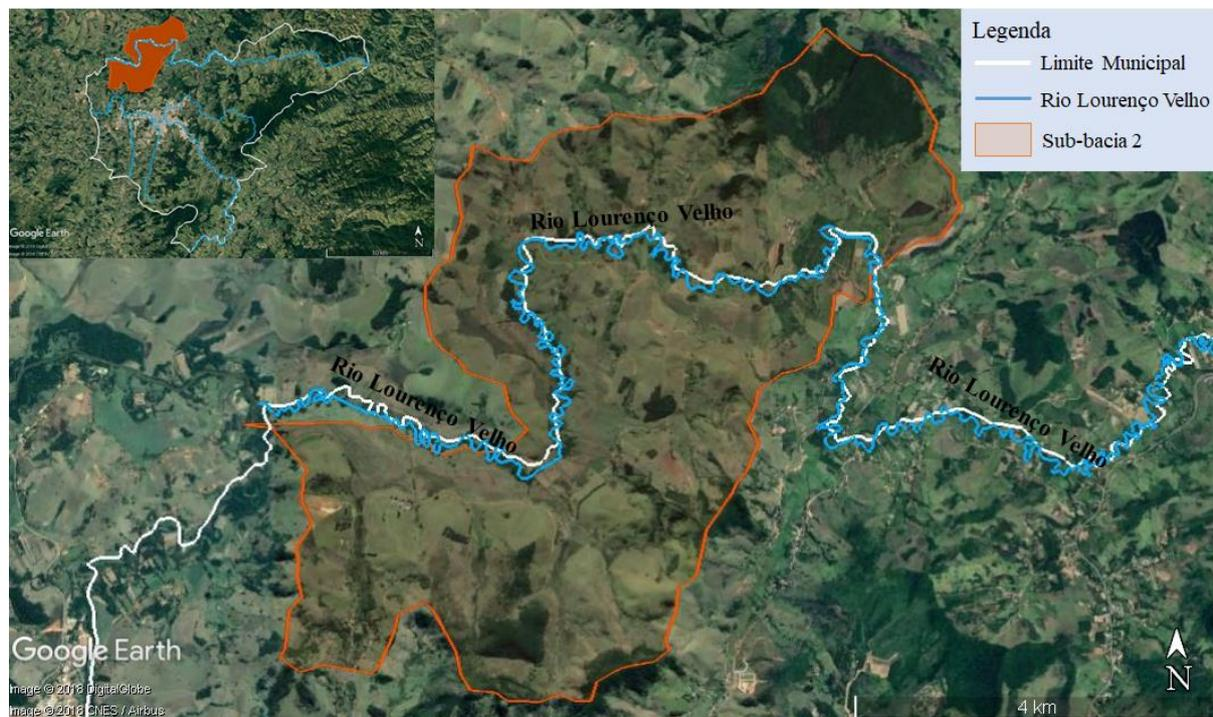 Legenda
Limite Municipal
Rio Lourenço Velho
Sub-bacia 2
Google Earth
N
Rio Lourenço Velho
Rio Lourenço Velho
Rio Lourenço Velho
Google Earth
Image © 2018 DigitalGlobe
Image © 2018 CNES / Airbus
N
4 km